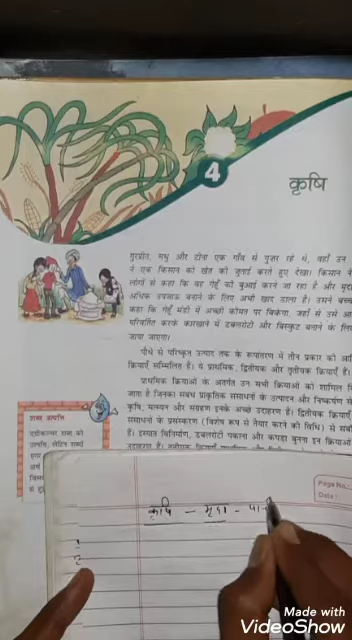 4
कृषि
गुरप्रीत, मधु और टीना एक गाँव से गुज़र रहे थे, वहाँ उन
ने एक किसान को खेत की जुताई करते हुए देखा। किसान ने
लोगों से कहा कि वह गेहूँ की बुआई करने जा रहा है और मृदा
अधिक उपजाऊ बनाने के लिए अभी खाद डाला है। उसने बच्च
कहा कि गेहूँ मंडी में अच्छी कीमत पर बिकेगा, जहाँ से उसे आ
परिवर्तित करके कारखाने में डबलरोटी और बिस्कुट बनाने के लिए
जाया जाएगा।
पौधे से परिष्कृत उत्पाद तक के रूपांतरण में तीन प्रकार की आर्थि
क्रियाएँ सम्मिलित हैं। ये प्राथमिक, द्वितीयक और तृतीयक क्रियाएँ हैं।
प्राथमिक क्रियाओं के अंतर्गत उन सभी क्रियाओं को शामिल कि
जाता है जिनका संबंध प्राकृतिक संसाधनों के उत्पादन और निष्कर्षण से
कृषि, मत्स्यन और संग्रहण इनके अच्छे उदाहरण हैं। द्वितीयक क्रियाएँ
संसाधनों के प्रसंस्करण (विशेष रूप से तैयार करने की विधि) से संबं
हैं। इस्पात विनिर्माण, डबलरोटी पकाना और कपड़ा बुनना इन क्रियाओं
शब्द उत्पत्ति
Page No.:
Date:
कृषि - मृदा -
Made with
VideoShow